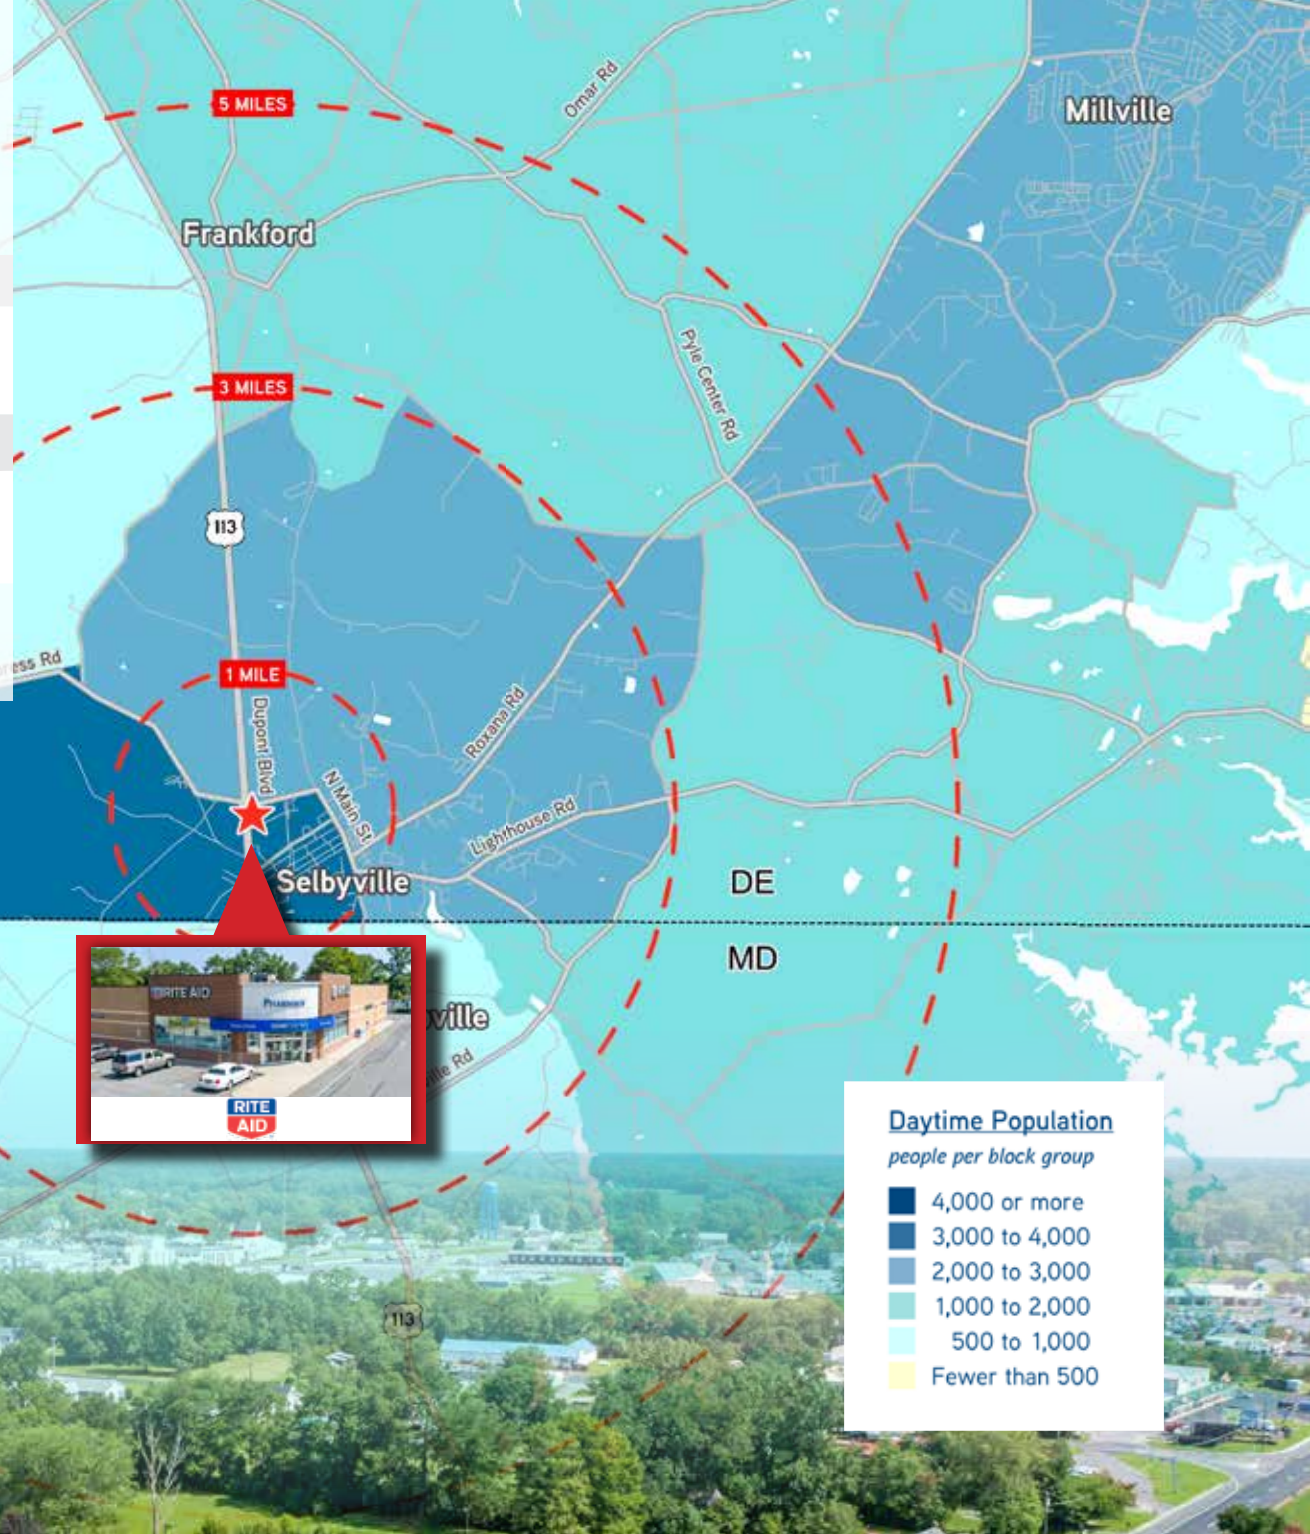 5 MILES
Omar Rd
Millville
Frankford
3 MILES
Pyle Center Rd
113
ress Rd
1 MILE
Dupont Blvd
Roxana Rd
N Main St
Lighthouse Rd
Selbyville
DE
MD
RITE AID
PHARMACY
ville
ville Rd
RITE
AID
113
Daytime Population
people per block group
4,000 or more
3,000 to 4,000
2,000 to 3,000
1,000 to 2,000
500 to 1,000
Fewer than 500